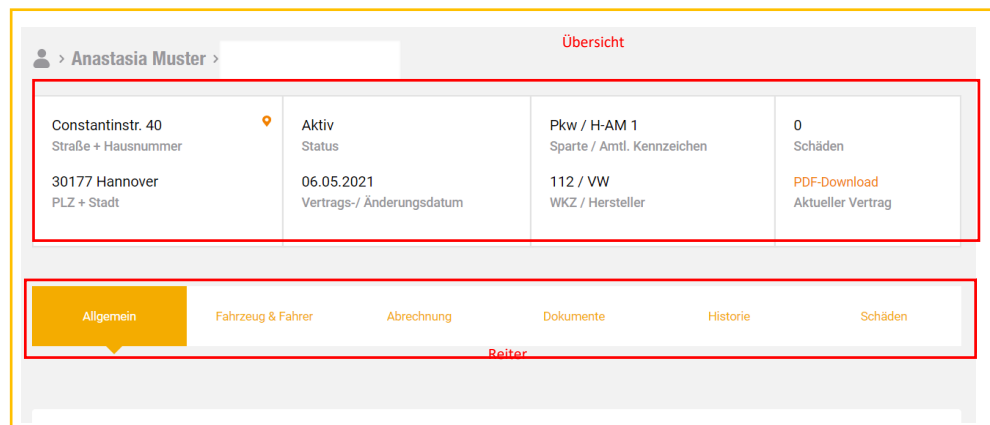 Übersicht
> Anastasia Muster >
Constantinstr. 40
Straße + Hausnummer
30177 Hannover
PLZ + Stadt
Aktiv
Status
06.05.2021
Vertrags-/ Änderungsdatum
Pkw / H-AM 1
Sparte / Amtl. Kennzeichen
112 / VW
WKZ / Hersteller
0
Schäden
PDF-Download
Aktueller Vertrag
Allgemein Fahrzeug & Fahrer Abrechnung Dokumente Historie Schäden
Reiter